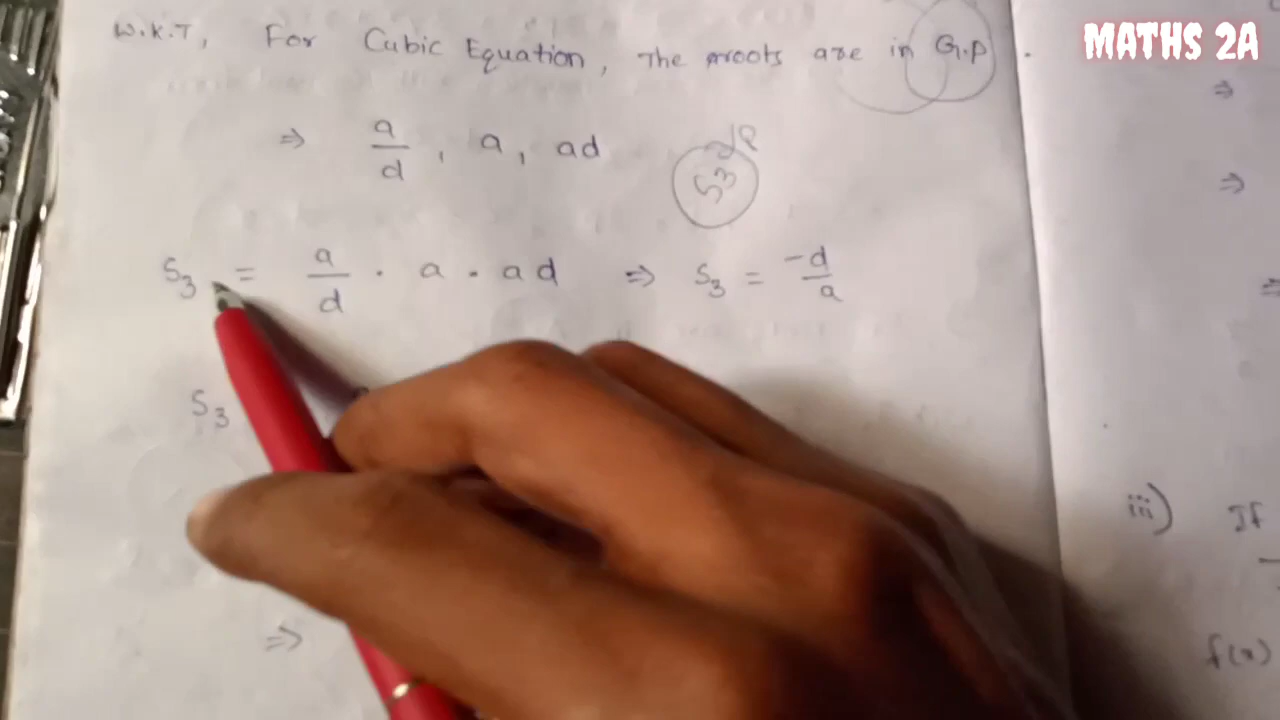 MATHS 2A
W.K.T, For Cubic Equation, The roots are in G.P.
⇒ a/d, a, ad
S3
S3 = a/d · a · ad ⇒ S3 = -d/a
S3
⇒
⇒
⇒
⇒
iii) If
f(x)